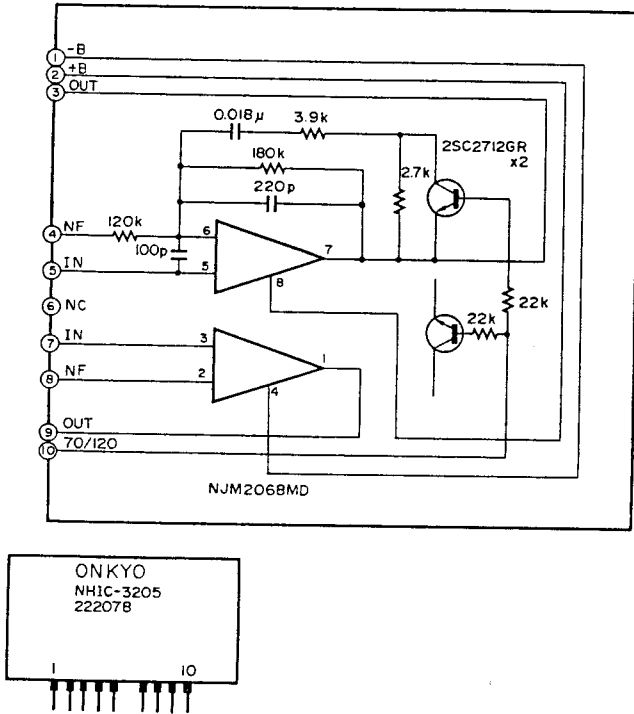 1 -B
2 +B
3 OUT
0.018μ 3.9k
2SC2712GR
x2
180k
2.7k
220p
4 NF 120k
6
100p
7
5 IN
5
8
6 NC
22k
22k
7 IN
3
1
8 NF
2
4
9 OUT
10 70/120
NJM2068MD
ONKYO
NHIC-3205
222078
1 10